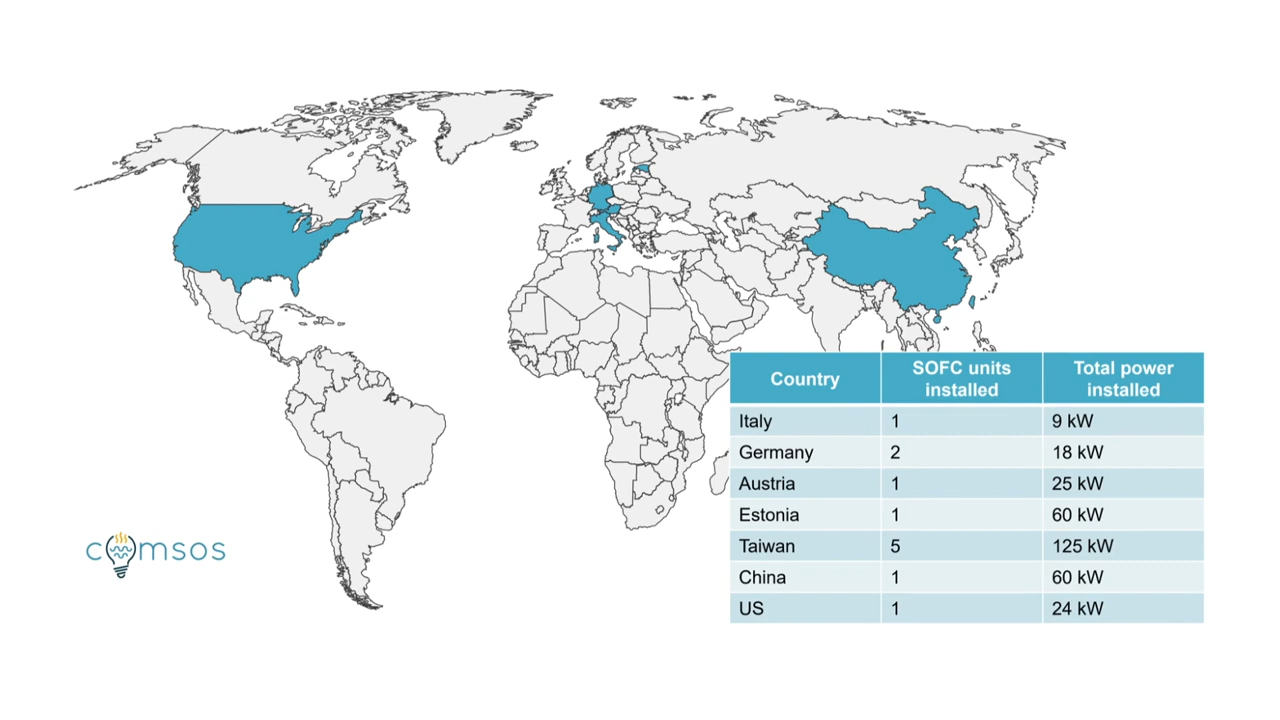 Country SOFC units installed Total power installed
Italy 1 9 kW
Germany 2 18 kW
Austria 1 25 kW
Estonia 1 60 kW
Taiwan 5 125 kW
China 1 60 kW
US 1 24 kW
comsos